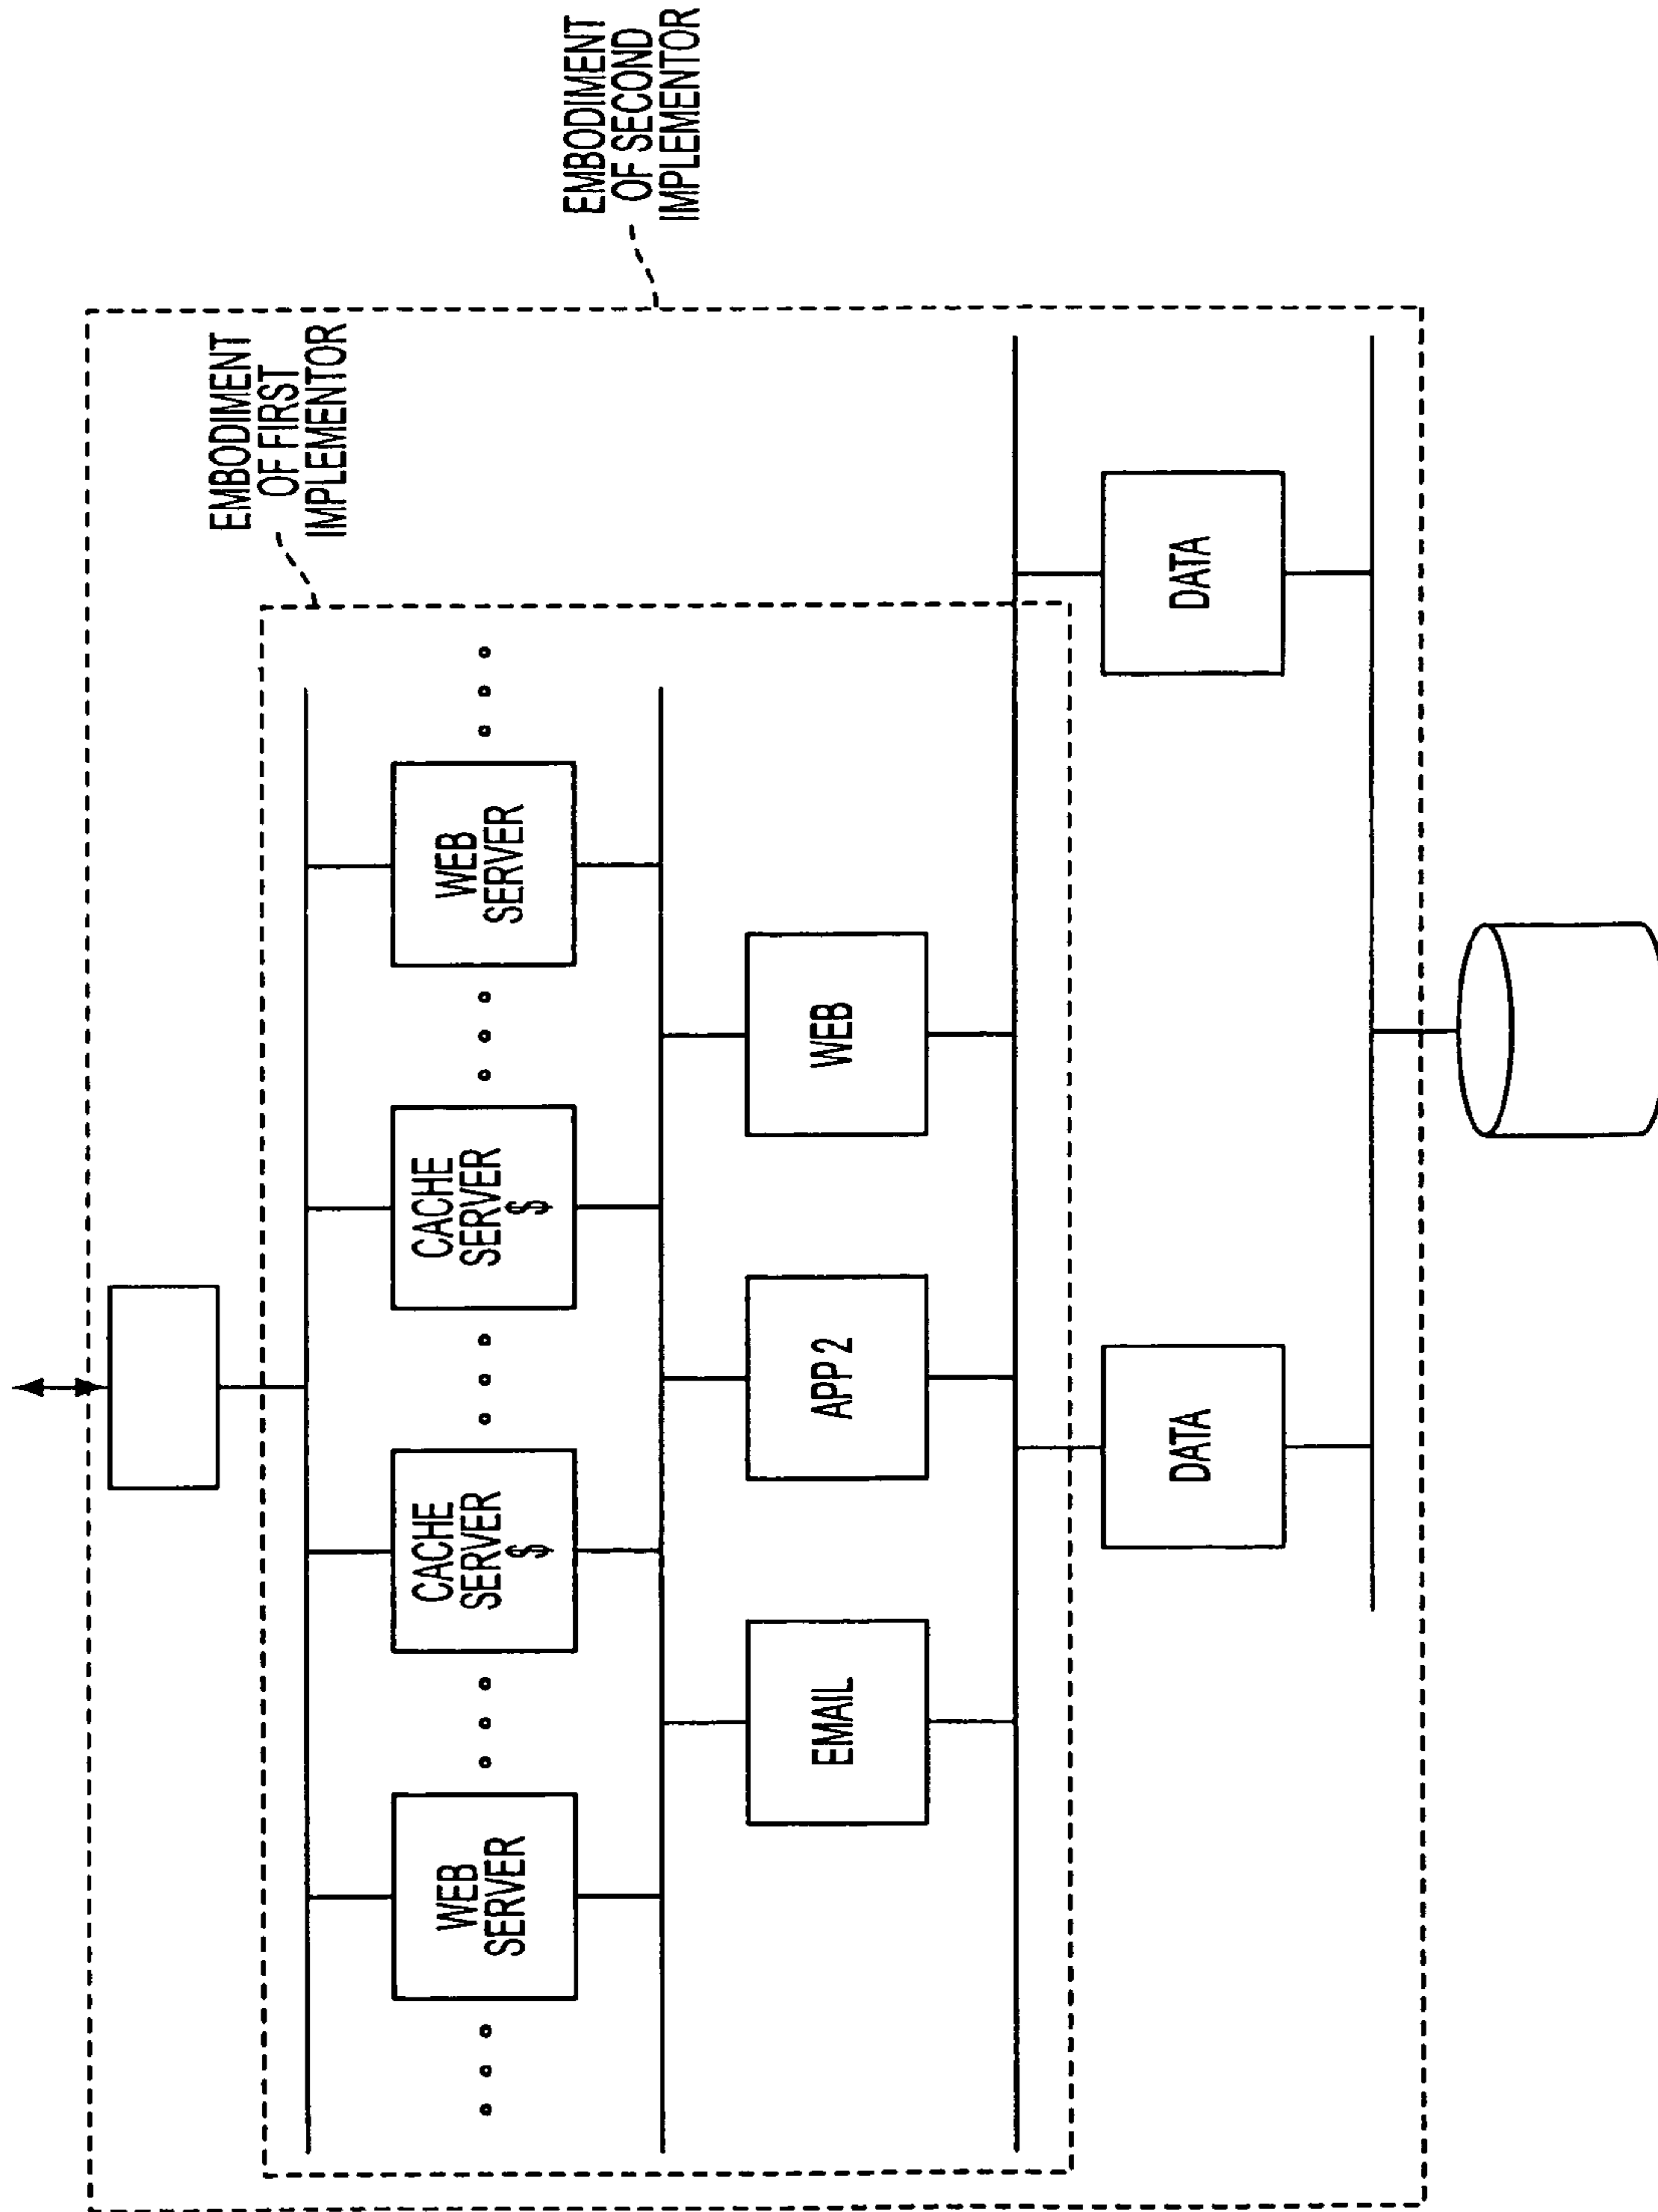 EMBODIMENT
OF SECOND
IMPLEMENTOR
EMBODIMENT
OF FIRST
IMPLEMENTOR
WEB
SERVER
CACHE
SERVER
$
CACHE
SERVER
$
WEB
SERVER
EMAIL
APP 2
WEB
DATA
DATA